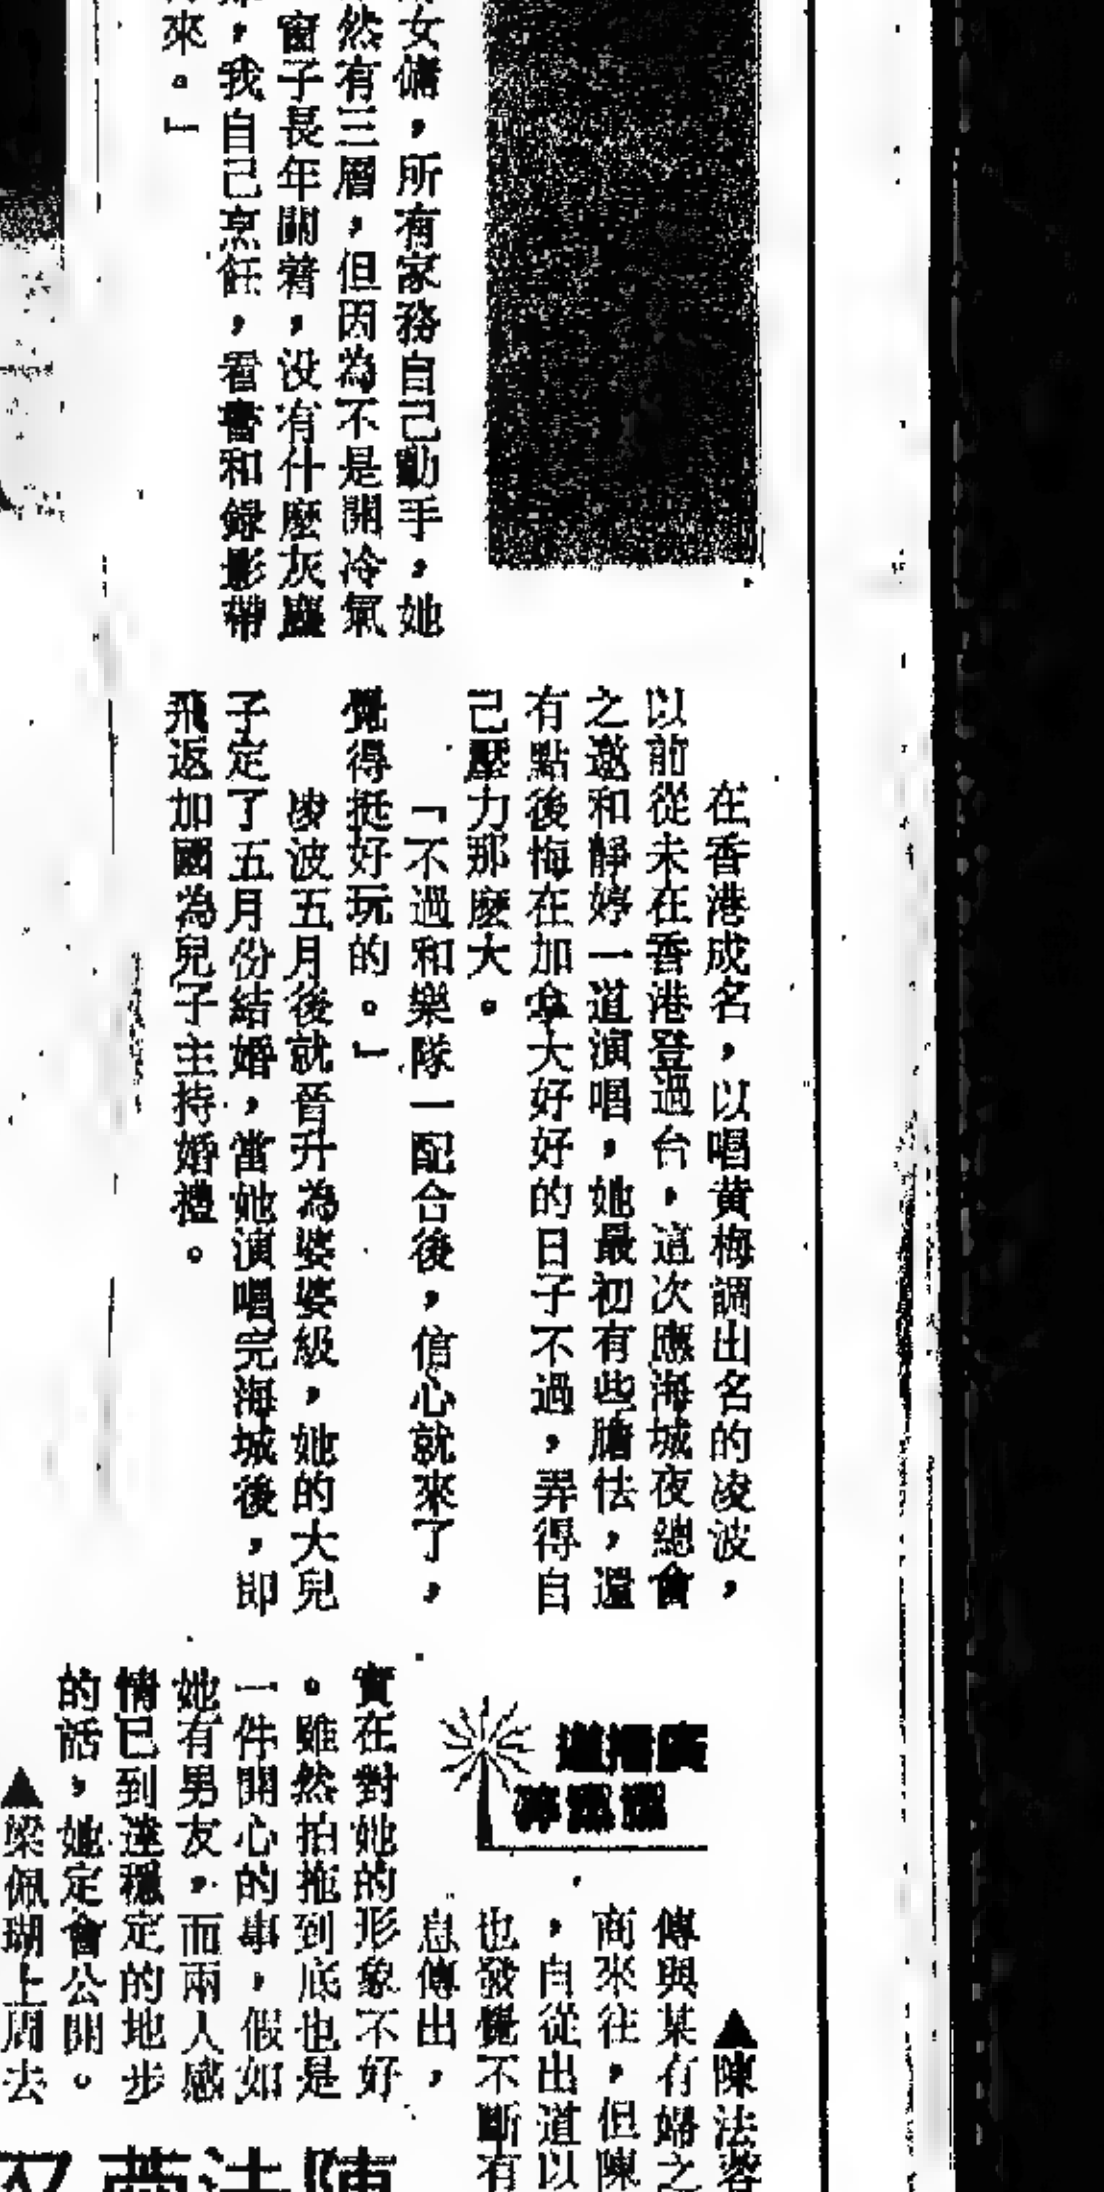 女傭，所有家務自己動手，她
然有三層，但因為不是開冷氣
窗子長年關着，没有什麽灰塵
，我自己烹飪，看書和錄影帶
來。」
在香港成名，以唱黄梅調出名的凌波，
以前從未在香港登過台，這次應海城夜總會
之邀和靜婷一道演唱，她最初有些膽怯，還
有點後悔在加拿大好好的日子不過，弄得自
己壓力那麽大。
「不過和樂隊一配合後，信心就來了，
覺得挺好玩的。」
凌波五月後就晉升為婆婆級，她的大兒
子定了五月份結婚，當她演唱完海城後，即
飛返加國為兒子主持婚禮。
廣播道
▲陳法蓉
傳與某有婦之
商來往，但陳
，自從出道以
也發覺不斷有
息傳出，
實在對她的形象不好
。雖然拍拖到底也是
一件開心的事，假如
她有男友，而兩人感
情已到達穩定的地步
的話，她定會公開。
▲梁佩瑚上周去
陳法蓉又